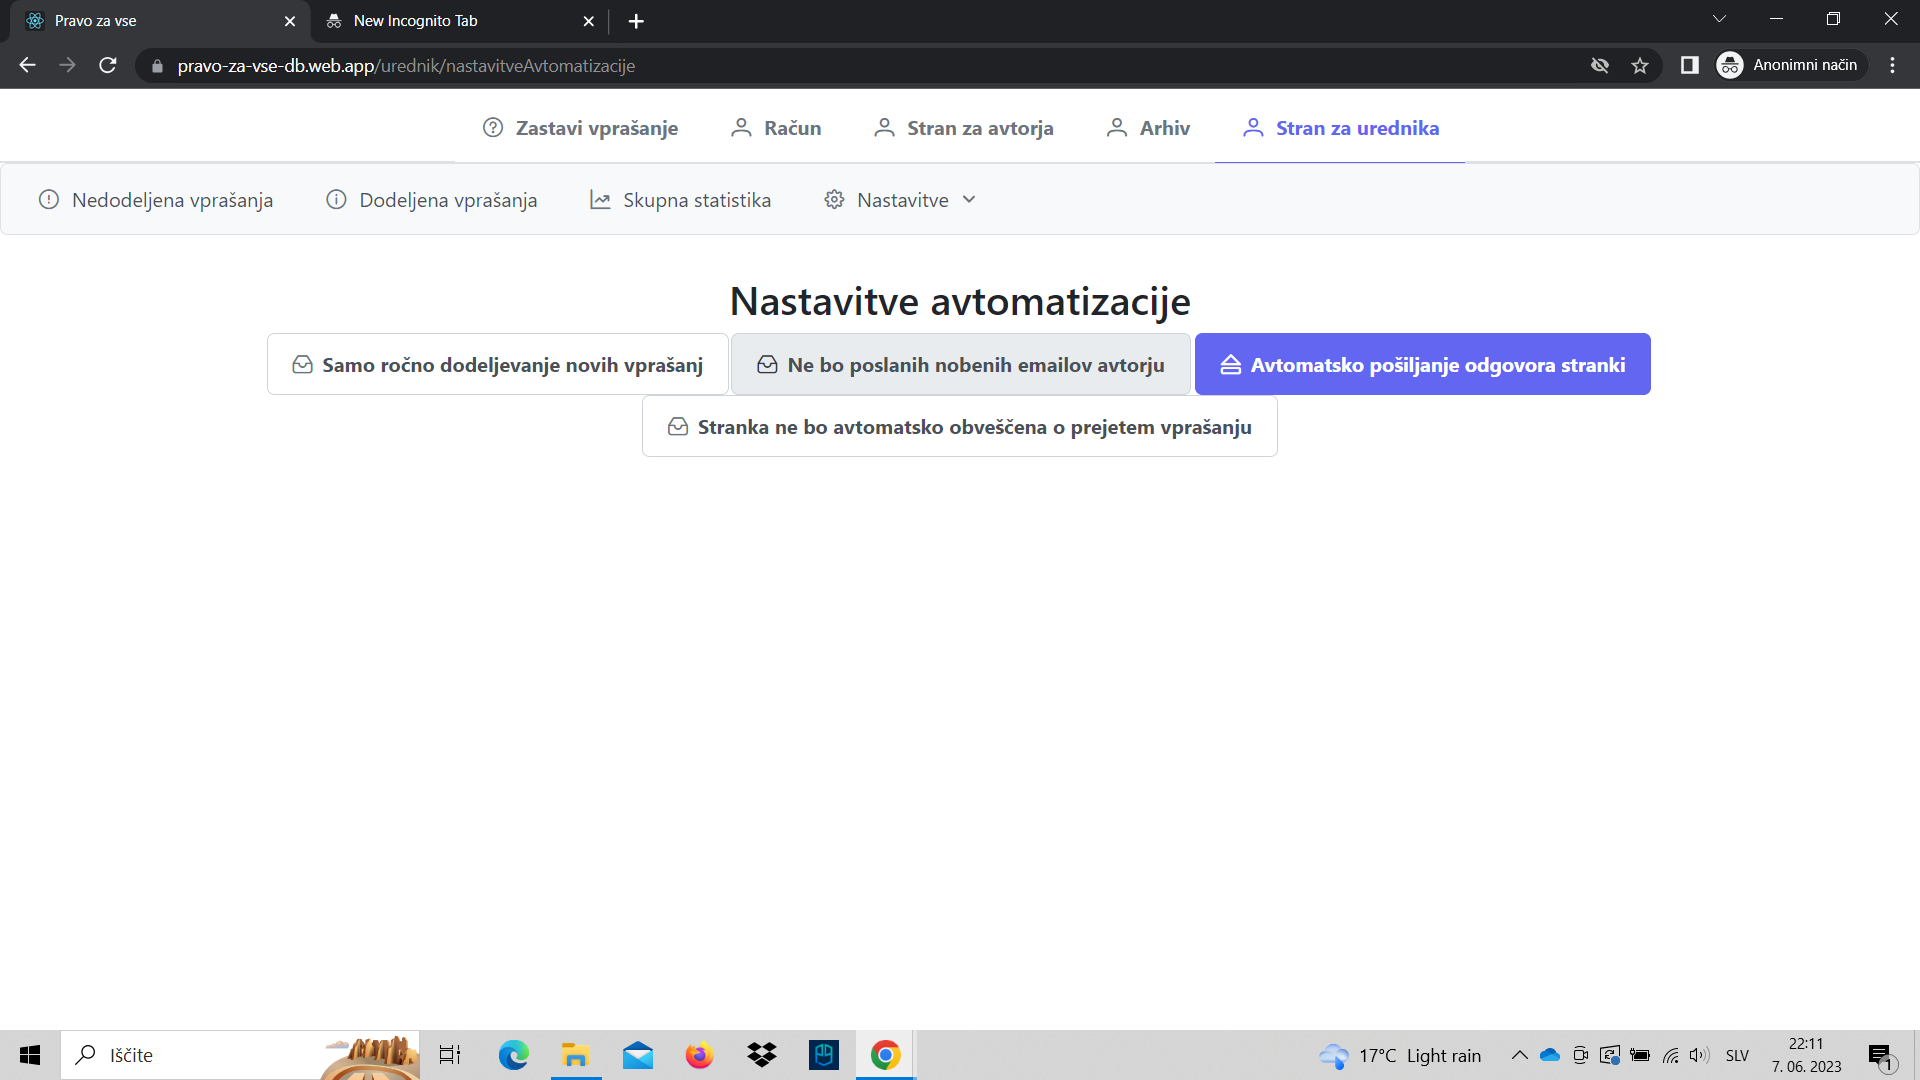 Pravo za vse
New Incognito Tab
pravo-za-vse-db.web.app/urednik/nastavitveAvtomatizacije
Anonimni način
Zastavi vprašanje
Račun
Stran za avtorja
Arhiv
Stran za urednika
Nedodeljena vprašanja
Dodeljena vprašanja
Skupna statistika
Nastavitve
Nastavitve avtomatizacije
Samo ročno dodeljevanje novih vprašanj
Ne bo poslanih nobenih emailov avtorju
Avtomatsko pošiljanje odgovora stranki
Stranka ne bo avtomatsko obveščena o prejetem vprašanju
Iščite
17°C Light rain
SLV
22:11
7. 06. 2023
1